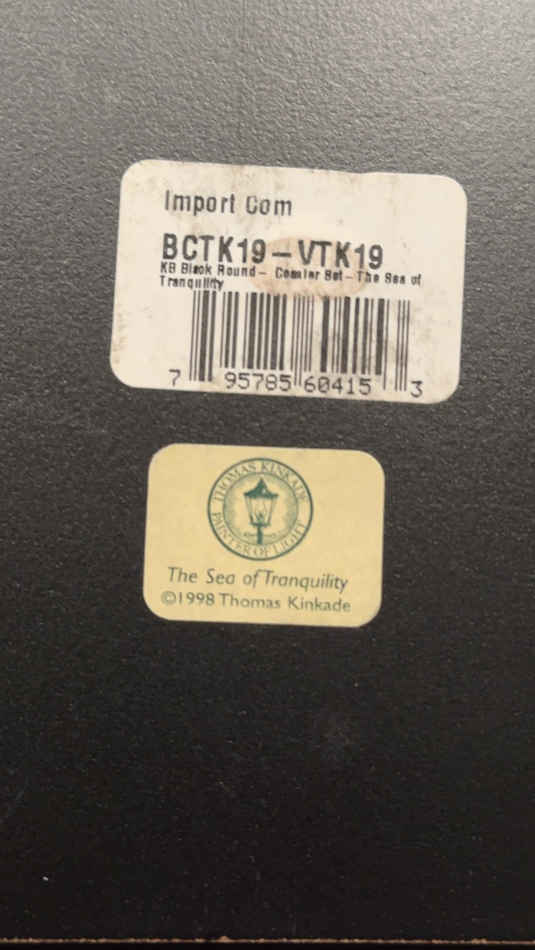 Import Com
BCTK19-VTK19
KB Black Round- Coaster Set-The Sea of
Tranquility
7 95785 60415 3
THOMAS KINKADE
PAINTER OF LIGHT
The Sea of Tranquility
©1998 Thomas Kinkade